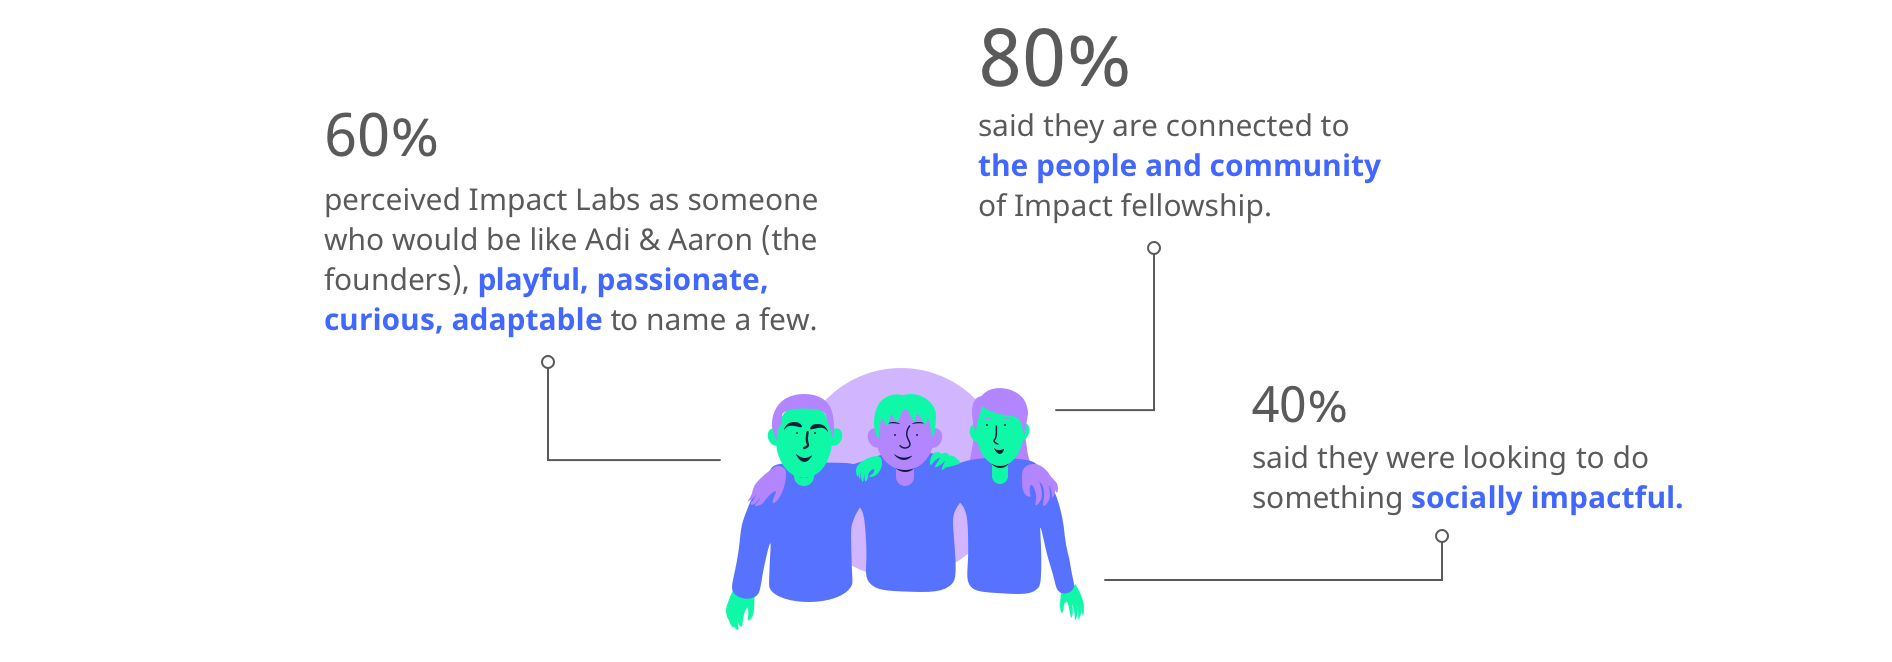 60%
perceived Impact Labs as someone
who would be like Adi & Aaron (the
founders), playful, passionate,
curious, adaptable to name a few.
80%
said they are connected to
the people and community
of Impact fellowship.
40%
said they were looking to do
something socially impactful.